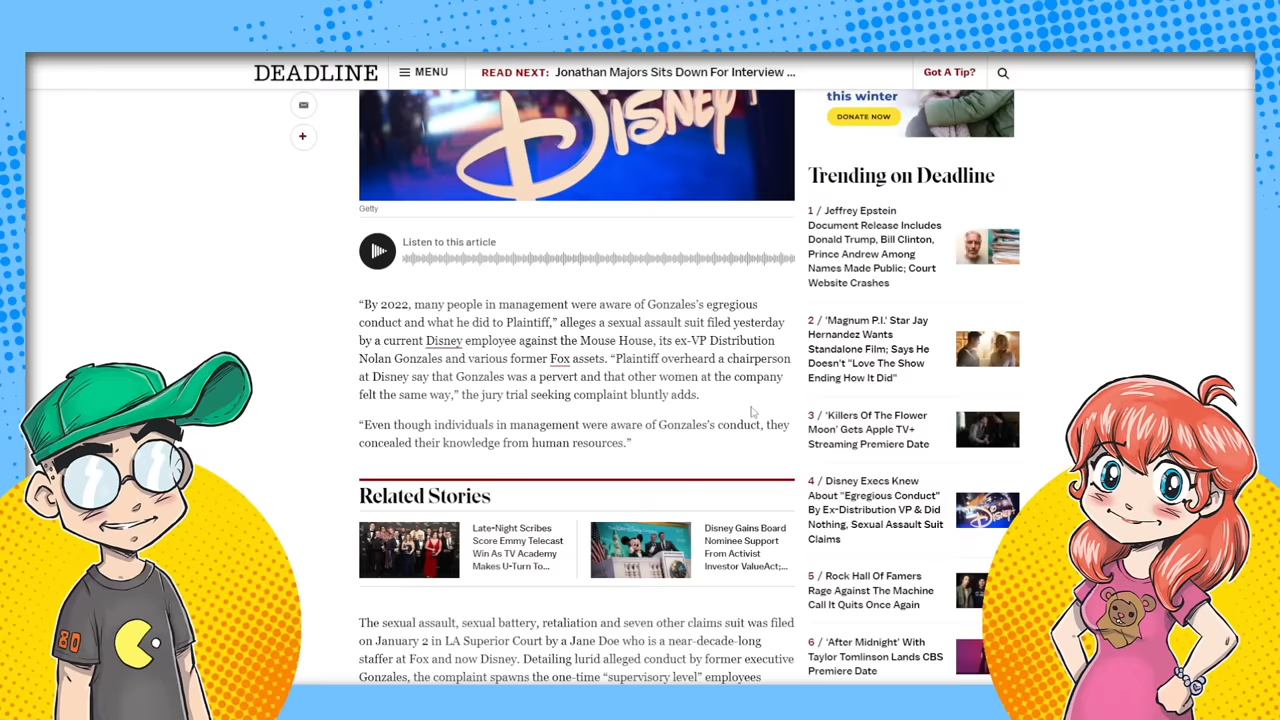 DEADLINE
MENU
READ NEXT: Jonathan Majors Sits Down For Interview ...
Got A Tip?
this winter
DONATE NOW
DISNEY
Getty
Listen to this article
“By 2022, many people in management were aware of Gonzales’s egregious
conduct and what he did to Plaintiff,” alleges a sexual assault suit filed yesterday
by a current Disney employee against the Mouse House, its ex-VP Distribution
Nolan Gonzales and various former Fox assets. “Plaintiff overheard a chairperson
at Disney say that Gonzales was a pervert and that other women at the company
felt the same way,” the jury trial seeking complaint bluntly adds.
“Even though individuals in management were aware of Gonzales’s conduct, they
concealed their knowledge from human resources.”
Related Stories
Late-Night Scribes
Score Emmy Telecast
Win As TV Academy
Makes U-Turn To...
Disney Gains Board
Nominee Support
From Activist
Investor ValueAct;...
The sexual assault, sexual battery, retaliation and seven other claims suit was filed
on January 2 in LA Superior Court by a Jane Doe who is a near-decade-long
staffer at Fox and now Disney. Detailing lurid alleged conduct by former executive
Gonzales, the complaint spawns the one-time “supervisory level” employees
Trending on Deadline
1 / Jeffrey Epstein
Document Release Includes
Donald Trump, Bill Clinton,
Prince Andrew Among
Names Made Public; Court
Website Crashes
2 / 'Magnum P.I.' Star Jay
Hernandez Wants
Standalone Film; Says He
Doesn't "Love The Show
Ending How It Did"
3 / 'Killers Of The Flower
Moon' Gets Apple TV+
Streaming Premiere Date
4 / Disney Execs Knew
About "Egregious Conduct"
By Ex-Distribution VP & Did
Nothing, Sexual Assault Suit
Claims
5 / Rock Hall Of Famers
Rage Against The Machine
Call It Quits Once Again
6 / 'After Midnight' With
Taylor Tomlinson Lands CBS
Premiere Date
80